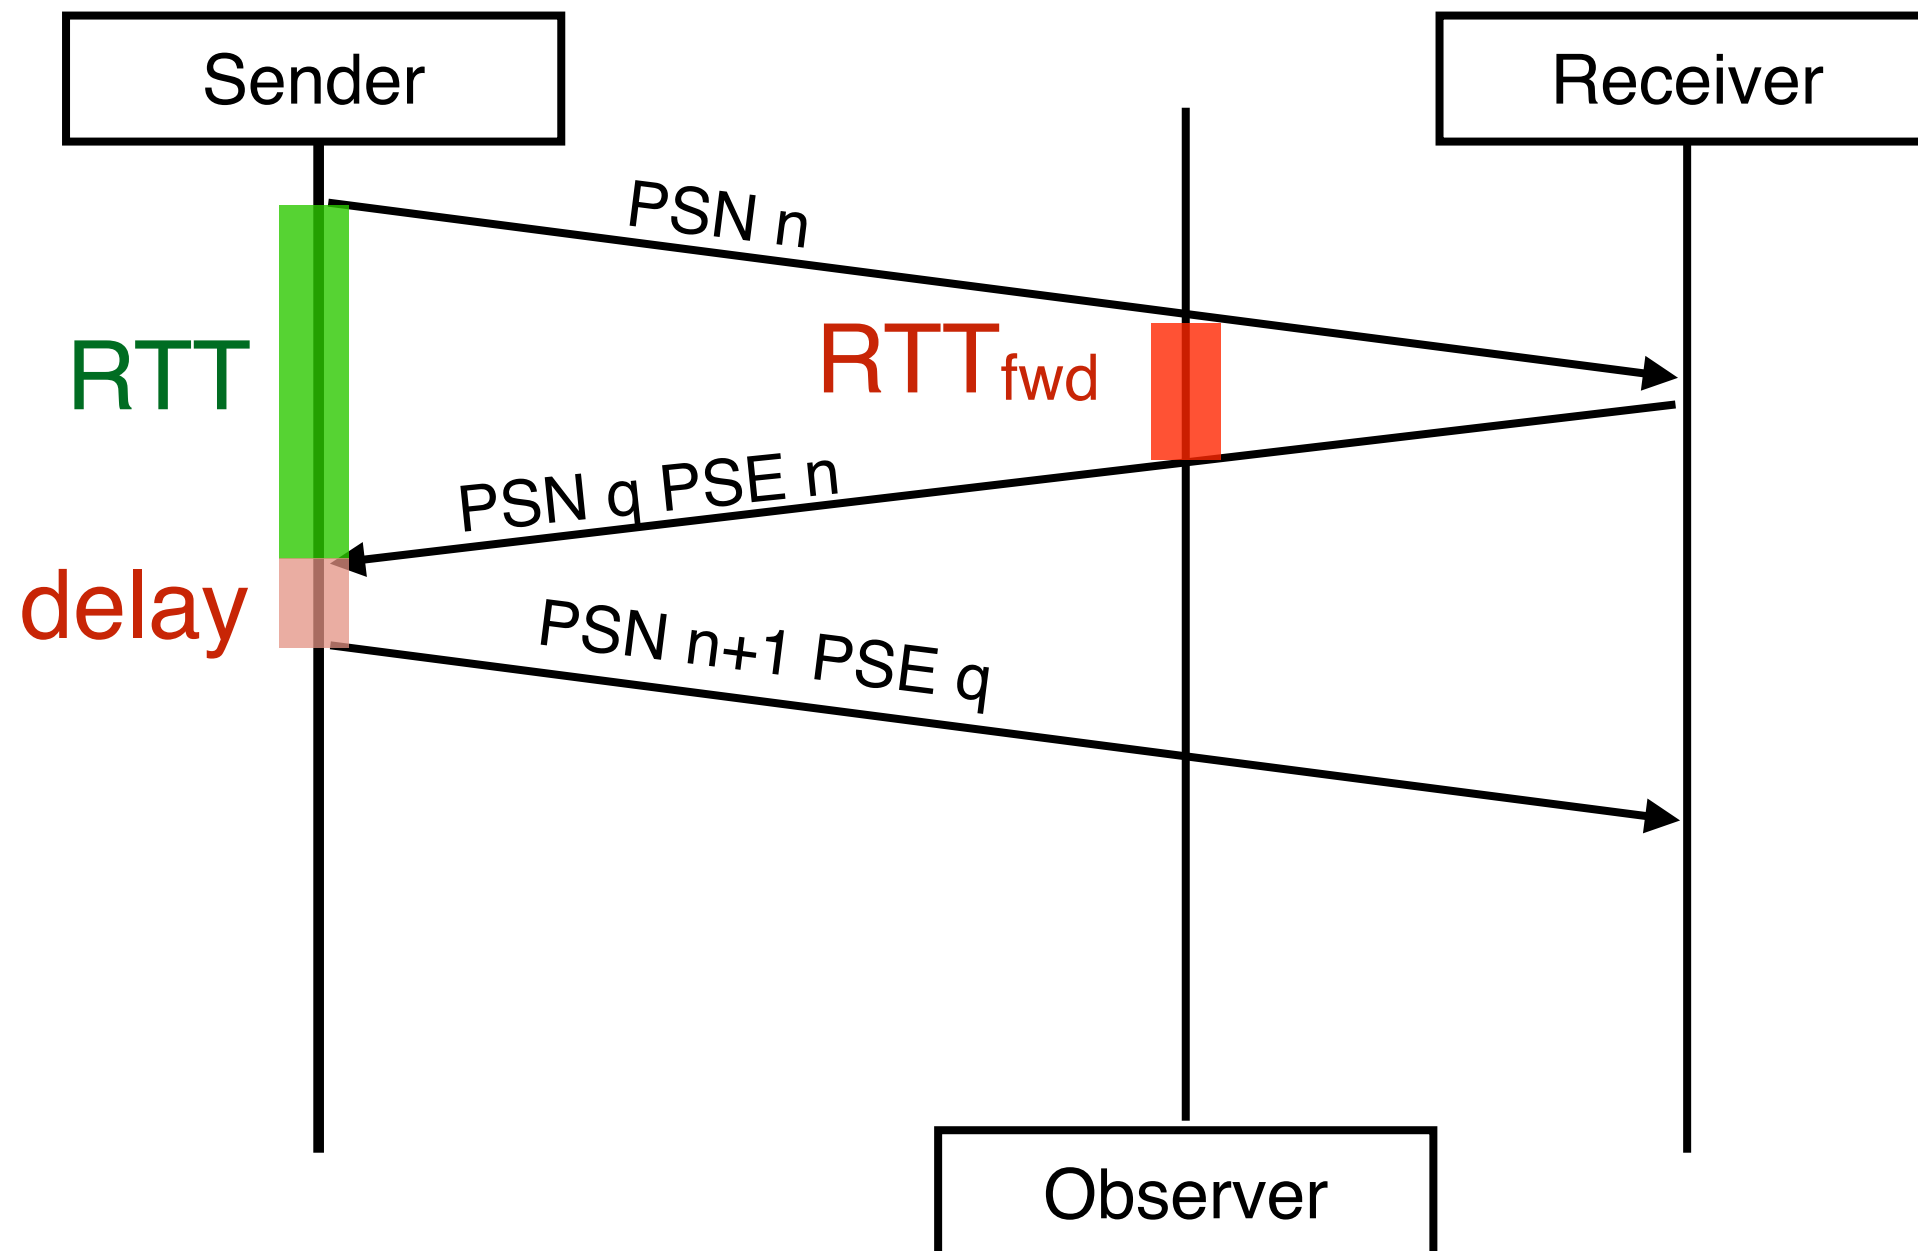 Sender
Receiver
PSN n
RTT
RTTfwd
PSN q PSE n
delay
PSN n+1 PSE q
Observer